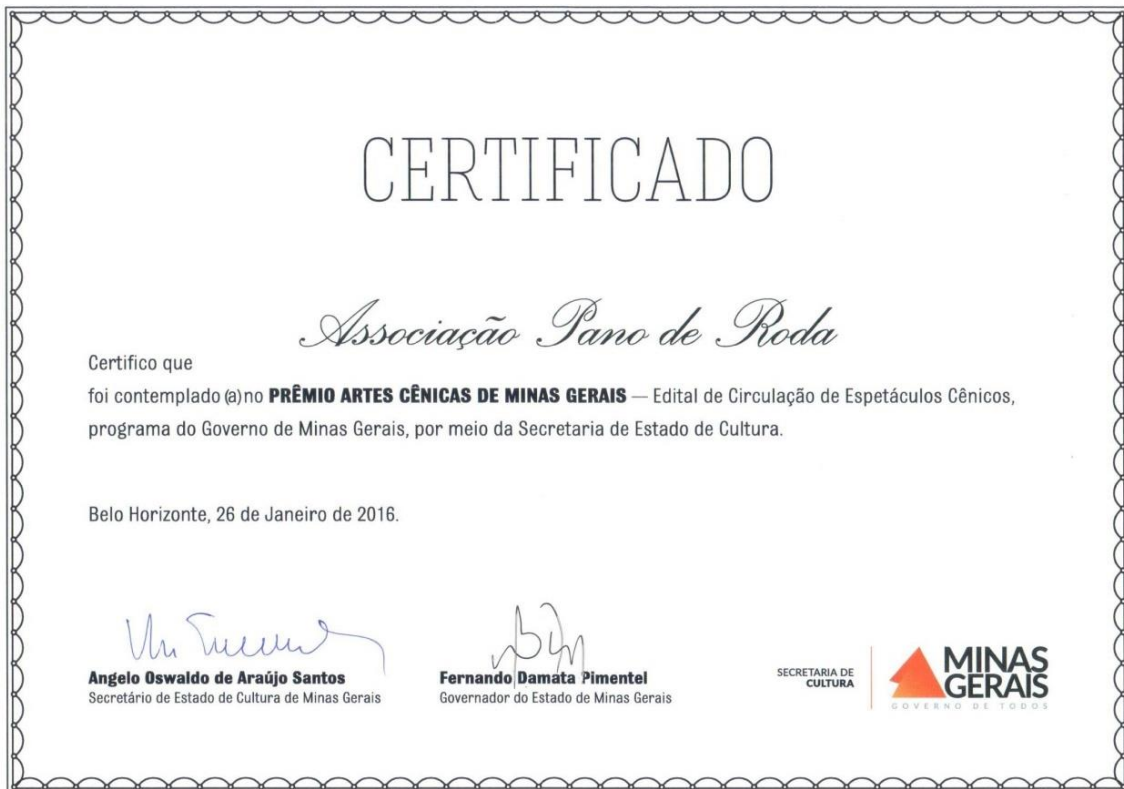 CERTIFICADO
Associação Pano de Roda
Certifico que
foi contemplado (a) no PRÊMIO ARTES CÊNICAS DE MINAS GERAIS — Edital de Circulação de Espetáculos Cênicos,
programa do Governo de Minas Gerais, por meio da Secretaria de Estado de Cultura.
Belo Horizonte, 26 de Janeiro de 2016.
Angelo Oswaldo de Araújo Santos
Secretário de Estado de Cultura de Minas Gerais
Fernando Damata Pimentel
Governador do Estado de Minas Gerais
SECRETARIA DE
CULTURA
MINAS
GERAIS
GOVERNO DE TODOS